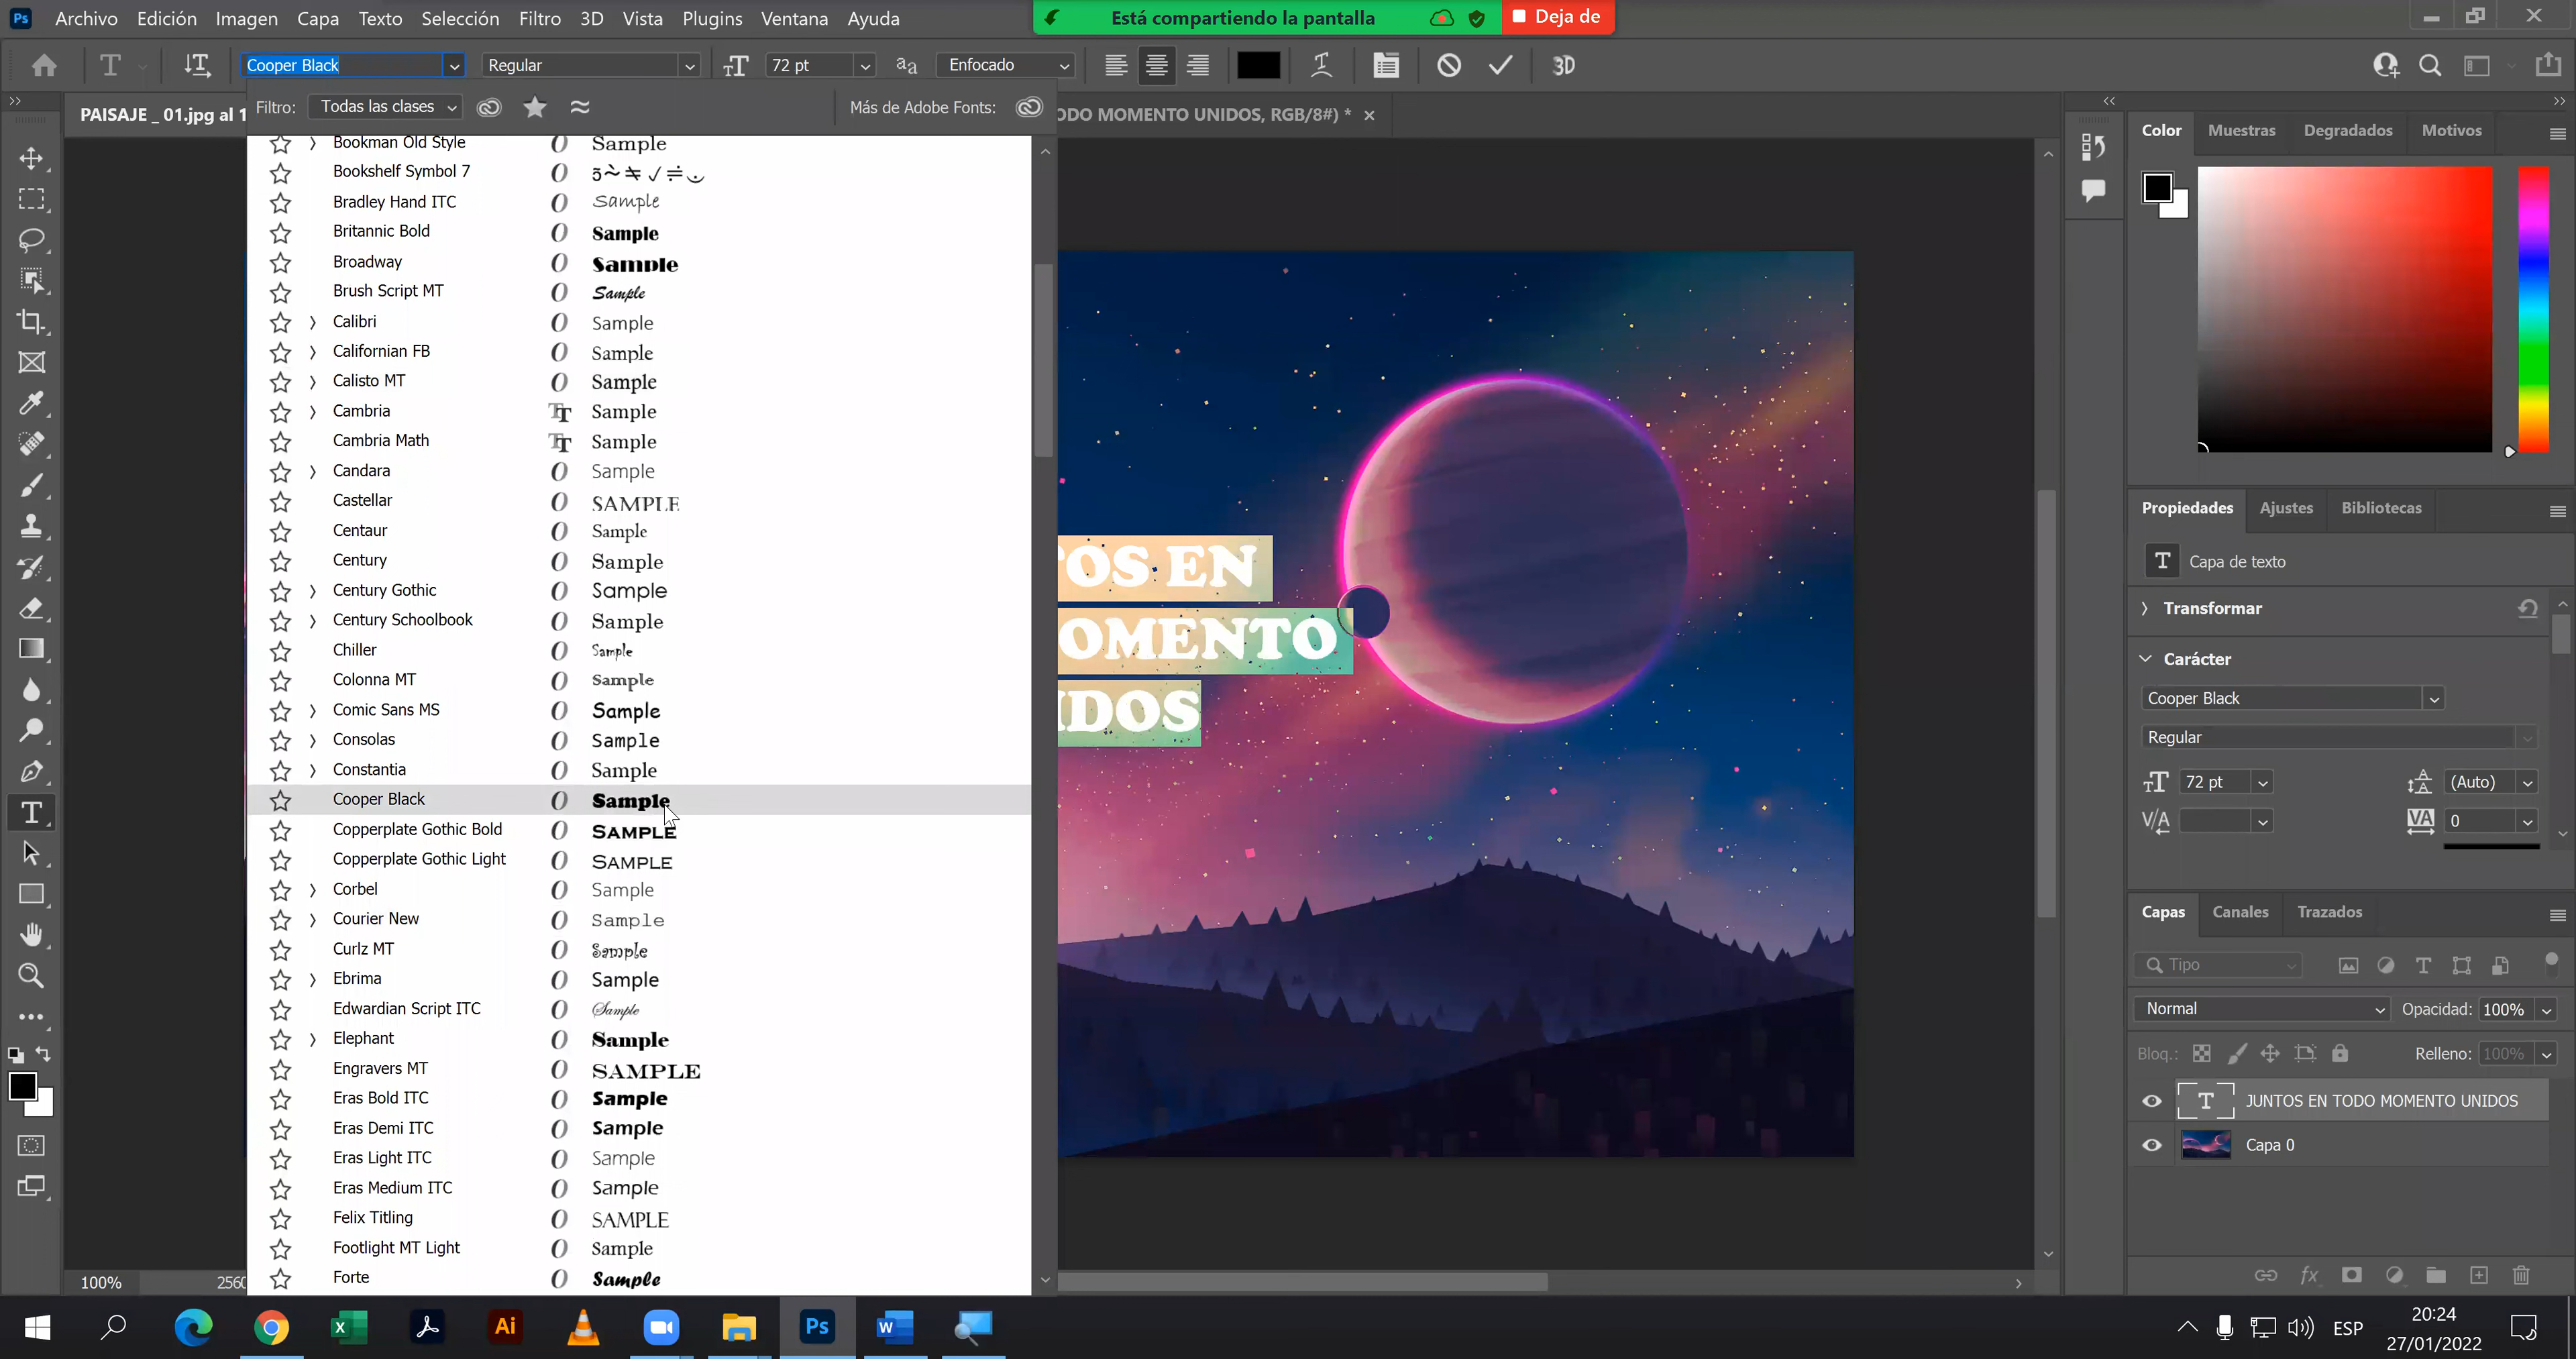 Ps Archivo Edición Imagen Capa Texto Selección Filtro 3D Vista Plugins Ventana Ayuda
Está compartiendo la pantalla Deja de
Cooper Black Regular 72 pt Enfocado 3D
PAISAJE _ 01.jpg al 1
ODO MOMENTO UNIDOS, RGB/8#) *
Filtro: Todas las clases Más de Adobe Fonts:
Bookman Old Style Sample
Bookshelf Symbol 7
Bradley Hand ITC Sample
Britannic Bold Sample
Broadway Sample
Brush Script MT Sample
Calibri Sample
Californian FB Sample
Calisto MT Sample
Cambria Sample
Cambria Math Sample
Candara Sample
Castellar SAMPLE
Centaur Sample
Century Sample
Century Gothic Sample
Century Schoolbook Sample
Chiller Sample
Colonna MT Sample
Comic Sans MS Sample
Consolas Sample
Constantia Sample
Cooper Black Sample
Copperplate Gothic Bold SAMPLE
Copperplate Gothic Light SAMPLE
Corbel Sample
Courier New Sample
Curlz MT Sample
Ebrima Sample
Edwardian Script ITC Sample
Elephant Sample
Engravers MT SAMPLE
Eras Bold ITC Sample
Eras Demi ITC Sample
Eras Light ITC Sample
Eras Medium ITC Sample
Felix Titling SAMPLE
Footlight MT Light Sample
Forte Sample
TOS EN
OMENTO
IDOS
Color Muestras Degradados Motivos
Propiedades Ajustes Bibliotecas
Capa de texto
Transformar
Carácter
Cooper Black
Regular
72 pt (Auto)
V/A VA 0
Capas Canales Trazados
Tipo
Normal Opacidad: 100%
Bloq.: Relleno: 100%
JUNTOS EN TODO MOMENTO UNIDOS
Capa 0
100% 2560
Ai Ps W
ESP
20:24
27/01/2022